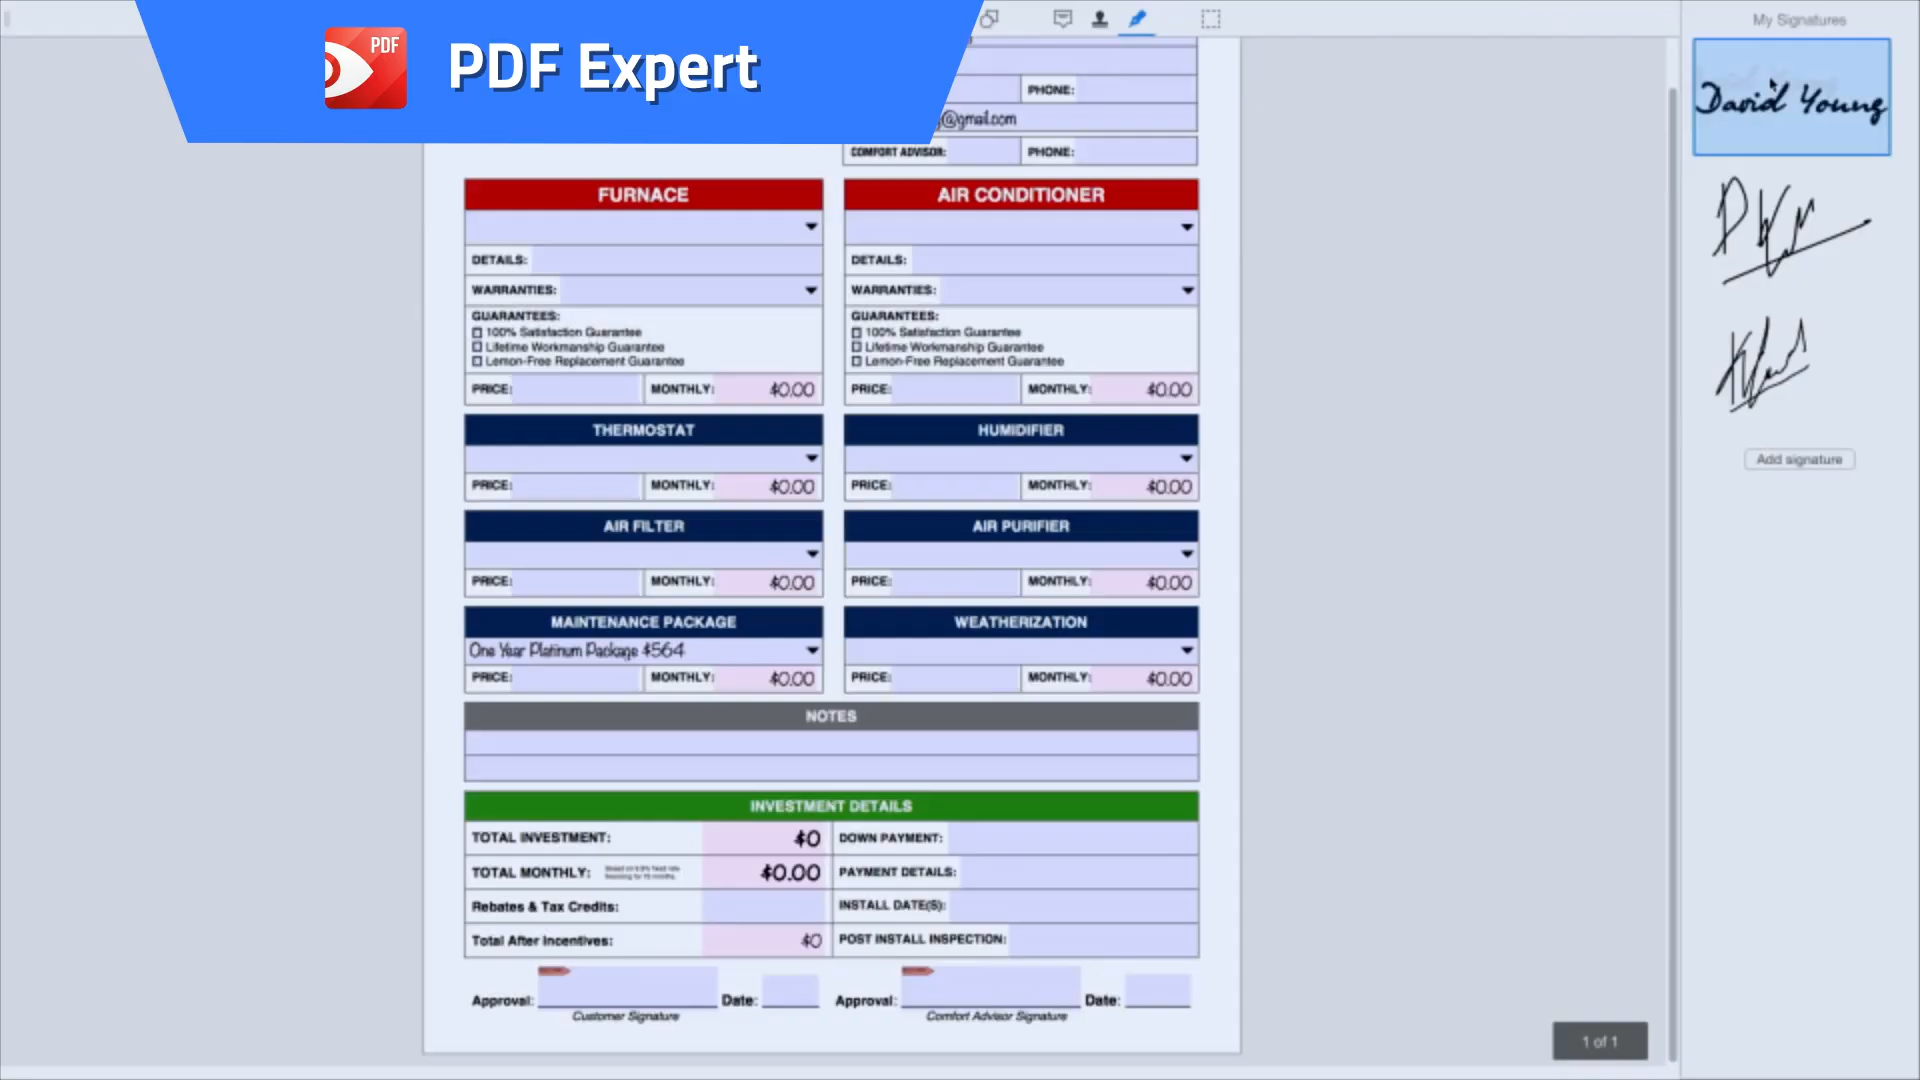 PDF
PDF Expert
My Signatures
David Young
PHONE:
@gmail.com
COMFORT ADVISOR: PHONE:
FURNACE AIR CONDITIONER
DETAILS: DETAILS:
WARRANTIES: WARRANTIES:
GUARANTEES: GUARANTEES:
100% Satisfaction Guarantee 100% Satisfaction Guarantee
Lifetime Workmanship Guarantee Lifetime Workmanship Guarantee
Lemon-Free Replacement Guarantee Lemon-Free Replacement Guarantee
PRICE: MONTHLY: $0.00 PRICE: MONTHLY: $0.00
Add signature
THERMOSTAT HUMIDIFIER
PRICE: MONTHLY: $0.00 PRICE: MONTHLY: $0.00
AIR FILTER AIR PURIFIER
PRICE: MONTHLY: $0.00 PRICE: MONTHLY: $0.00
MAINTENANCE PACKAGE WEATHERIZATION
One Year Platinum Package $564
PRICE: MONTHLY: $0.00 PRICE: MONTHLY: $0.00
NOTES
INVESTMENT DETAILS
TOTAL INVESTMENT: $0 DOWN PAYMENT:
TOTAL MONTHLY: $0.00 PAYMENT DETAILS:
Rebates & Tax Credits: INSTALL DATE(S):
Total After Incentives: $0 POST INSTALL INSPECTION:
Approval: Date: Approval: Date:
Customer Signature Comfort Advisor Signature
1 of 1